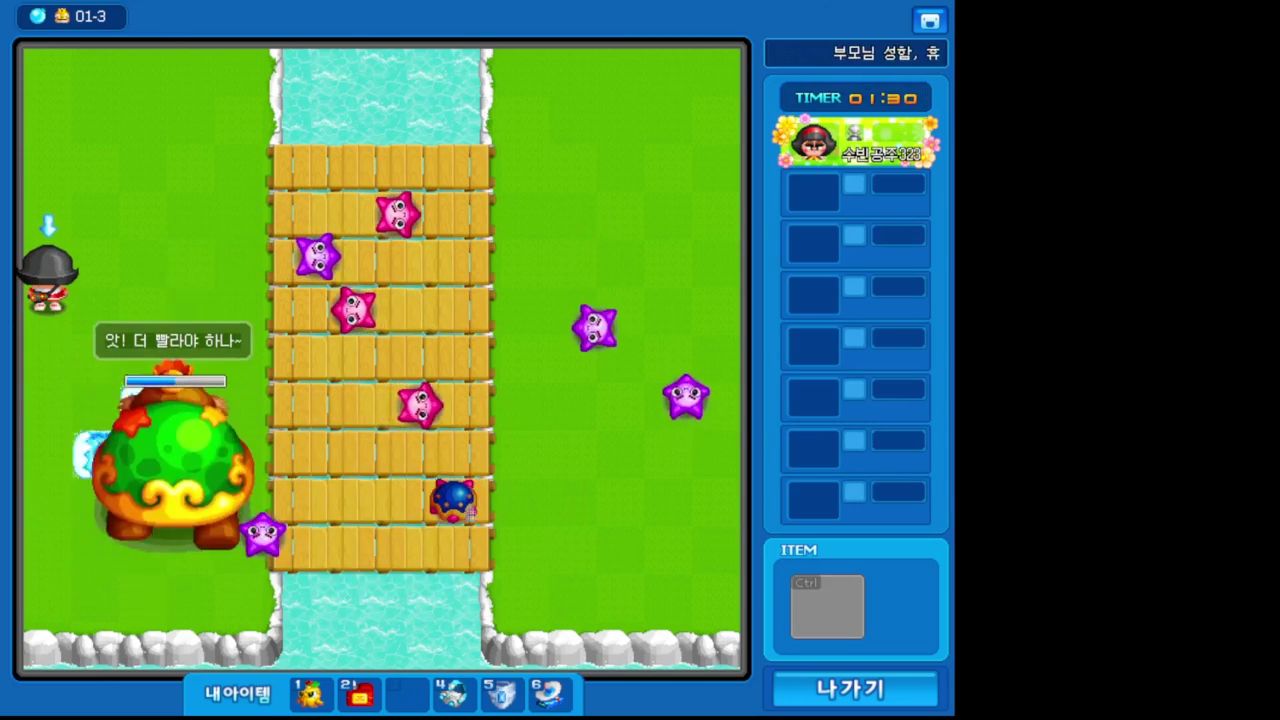 01-3
부모님 성함, 휴
TIMER 01:30
수빈공주323
앗! 더 빨라야 하나~
ITEM
Ctrl
내아이템 1 2 4 5 6
나가기